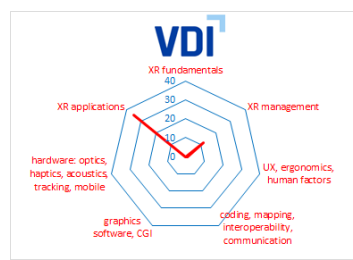 VDI
XR fundamentals
40
30
20
10
0
XR applications
XR management
hardware: optics,
haptics, acoustics,
tracking, mobile
UX, ergonomics,
human factors
graphics
software, CGI
coding, mapping,
interoperability,
communication